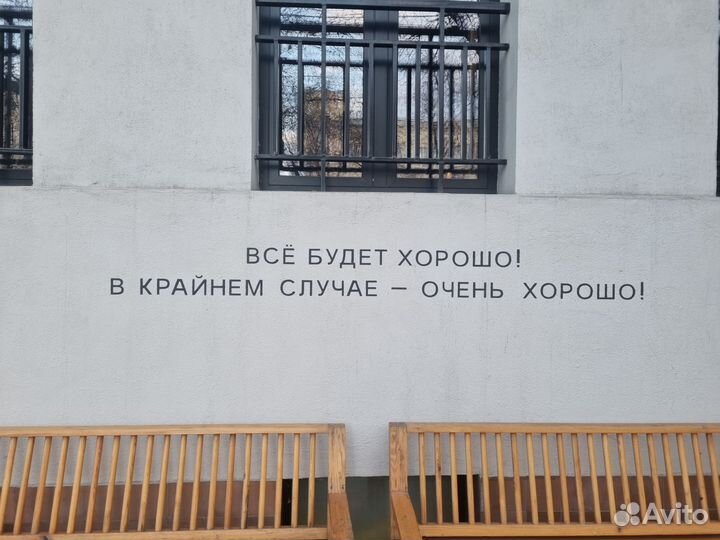 ВСЁ БУДЕТ ХОРОШО!
В КРАЙНЕМ СЛУЧАЕ — ОЧЕНЬ ХОРОШО!
Avito